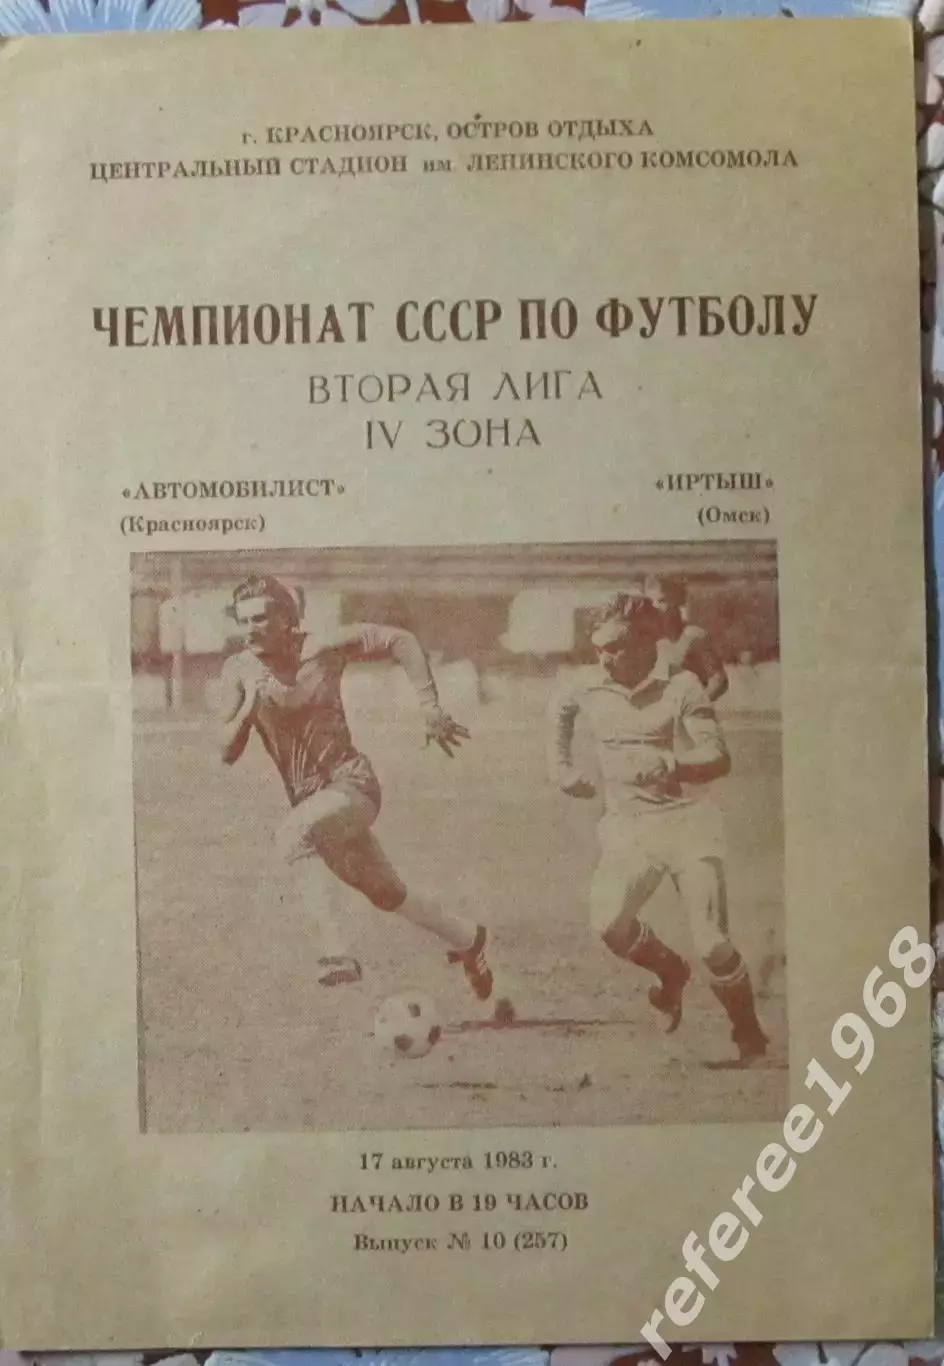 г. КРАСНОЯРСК, ОСТРОВ ОТДЫХА
ЦЕНТРАЛЬНЫЙ СТАДИОН им. ЛЕНИНСКОГО КОМСОМОЛА
ЧЕМПИОНАТ СССР ПО ФУТБОЛУ
ВТОРАЯ ЛИГА
IV ЗОНА
«АВТОМОБИЛИСТ» «ИРТЫШ»
(Красноярск) (Омск)
17 августа 1983 г.
НАЧАЛО В 19 ЧАСОВ
Выпуск № 10 (257)
referee1968